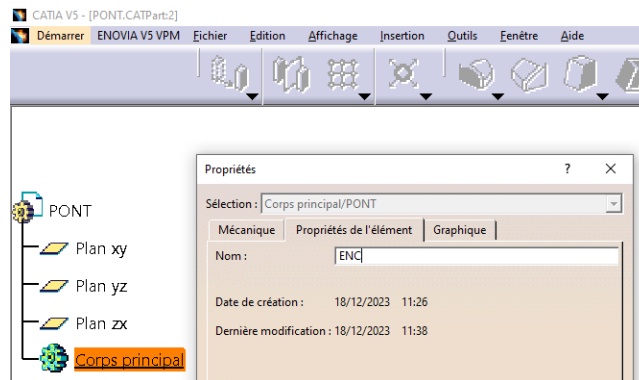 CATIA V5 - [PONT.CATPart:2]
Démarrer ENOVIA V5 VPM Fichier Edition Affichage Insertion Outils Fenêtre Aide
Propriétés ? X
Sélection : Corps principal/PONT
Mécanique Propriétés de l'élément Graphique
Nom : ENC
Date de création : 18/12/2023 11:26
Dernière modification : 18/12/2023 11:38
PONT
Plan xy
Plan yz
Plan zx
Corps principal